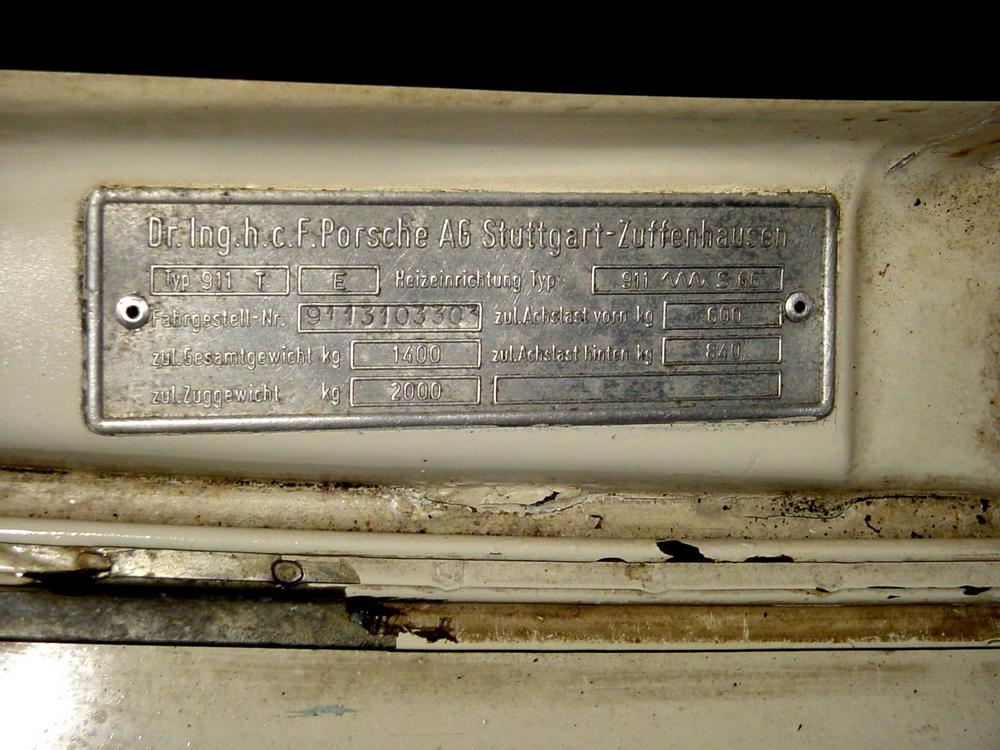 Dr.Ing.h.c.F.Porsche AG Stuttgart-Zuffenhausen
Typ 911 T E Heizeinrichtung Typ 911 S 66
Fahrgestell-Nr. 9113103303 zul.Achslast vorn kg 600
zul.Gesamtgewicht kg 1400 zul.Achslast hinten kg 840
zul.Zuggewicht kg 2000